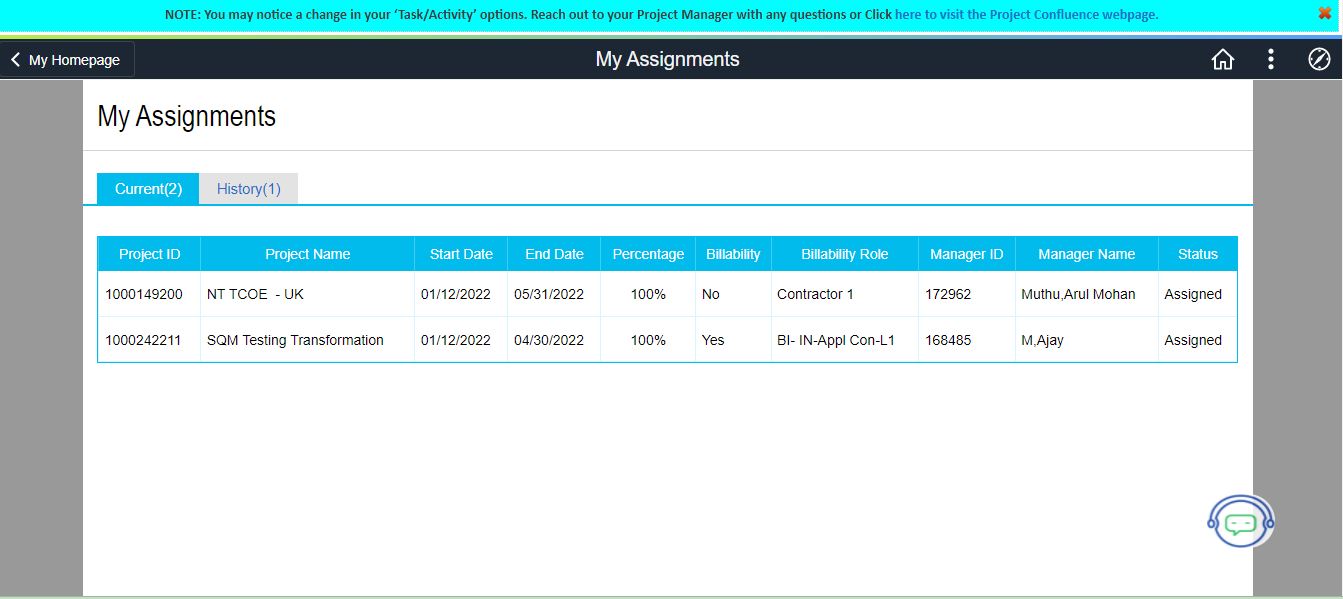 NOTE: You may notice a change in your ‘Task/Activity’ options. Reach out to your Project Manager with any questions or Click here to visit the Project Confluence webpage.
My Homepage
My Assignments
My Assignments
Current(2) History(1)
Project ID Project Name Start Date End Date Percentage Billability Billability Role Manager ID Manager Name Status
1000149200 NT TCOE - UK 01/12/2022 05/31/2022 100% No Contractor 1 172962 Muthu,Arul Mohan Assigned
1000242211 SQM Testing Transformation 01/12/2022 04/30/2022 100% Yes BI- IN-Appl Con-L1 168485 M,Ajay Assigned